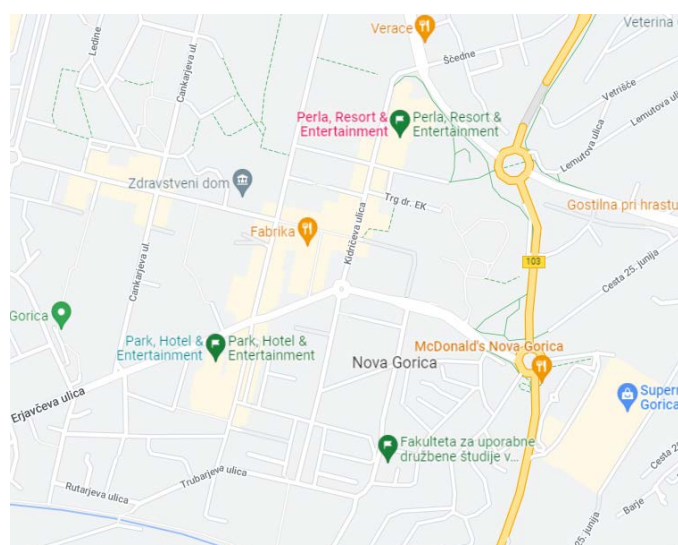 Verace
Veterina
Ščedne
Ledine
Cankarjeva ul.
Vetrišče
Lemutova ulica
Lemutova ul
Perla, Resort &
Entertainment
Perla, Resort &
Entertainment
Zdravstveni dom
Trg dr. EK
Gostilna pri hrastu
Fabrika
Kidričeva ulica
Cankarjeva ul.
103
Cesta 25. junija
Gorica
Park, Hotel &
Entertainment
Park, Hotel &
Entertainment
McDonald's Nova Gorica
Nova Gorica
Erjavčeva ulica
Super
Gorica
Fakulteta za uporabne
družbene študije v...
Trubarjeva ulica
Rutarjeva ulica
Cesta 25
Barje
25. junija